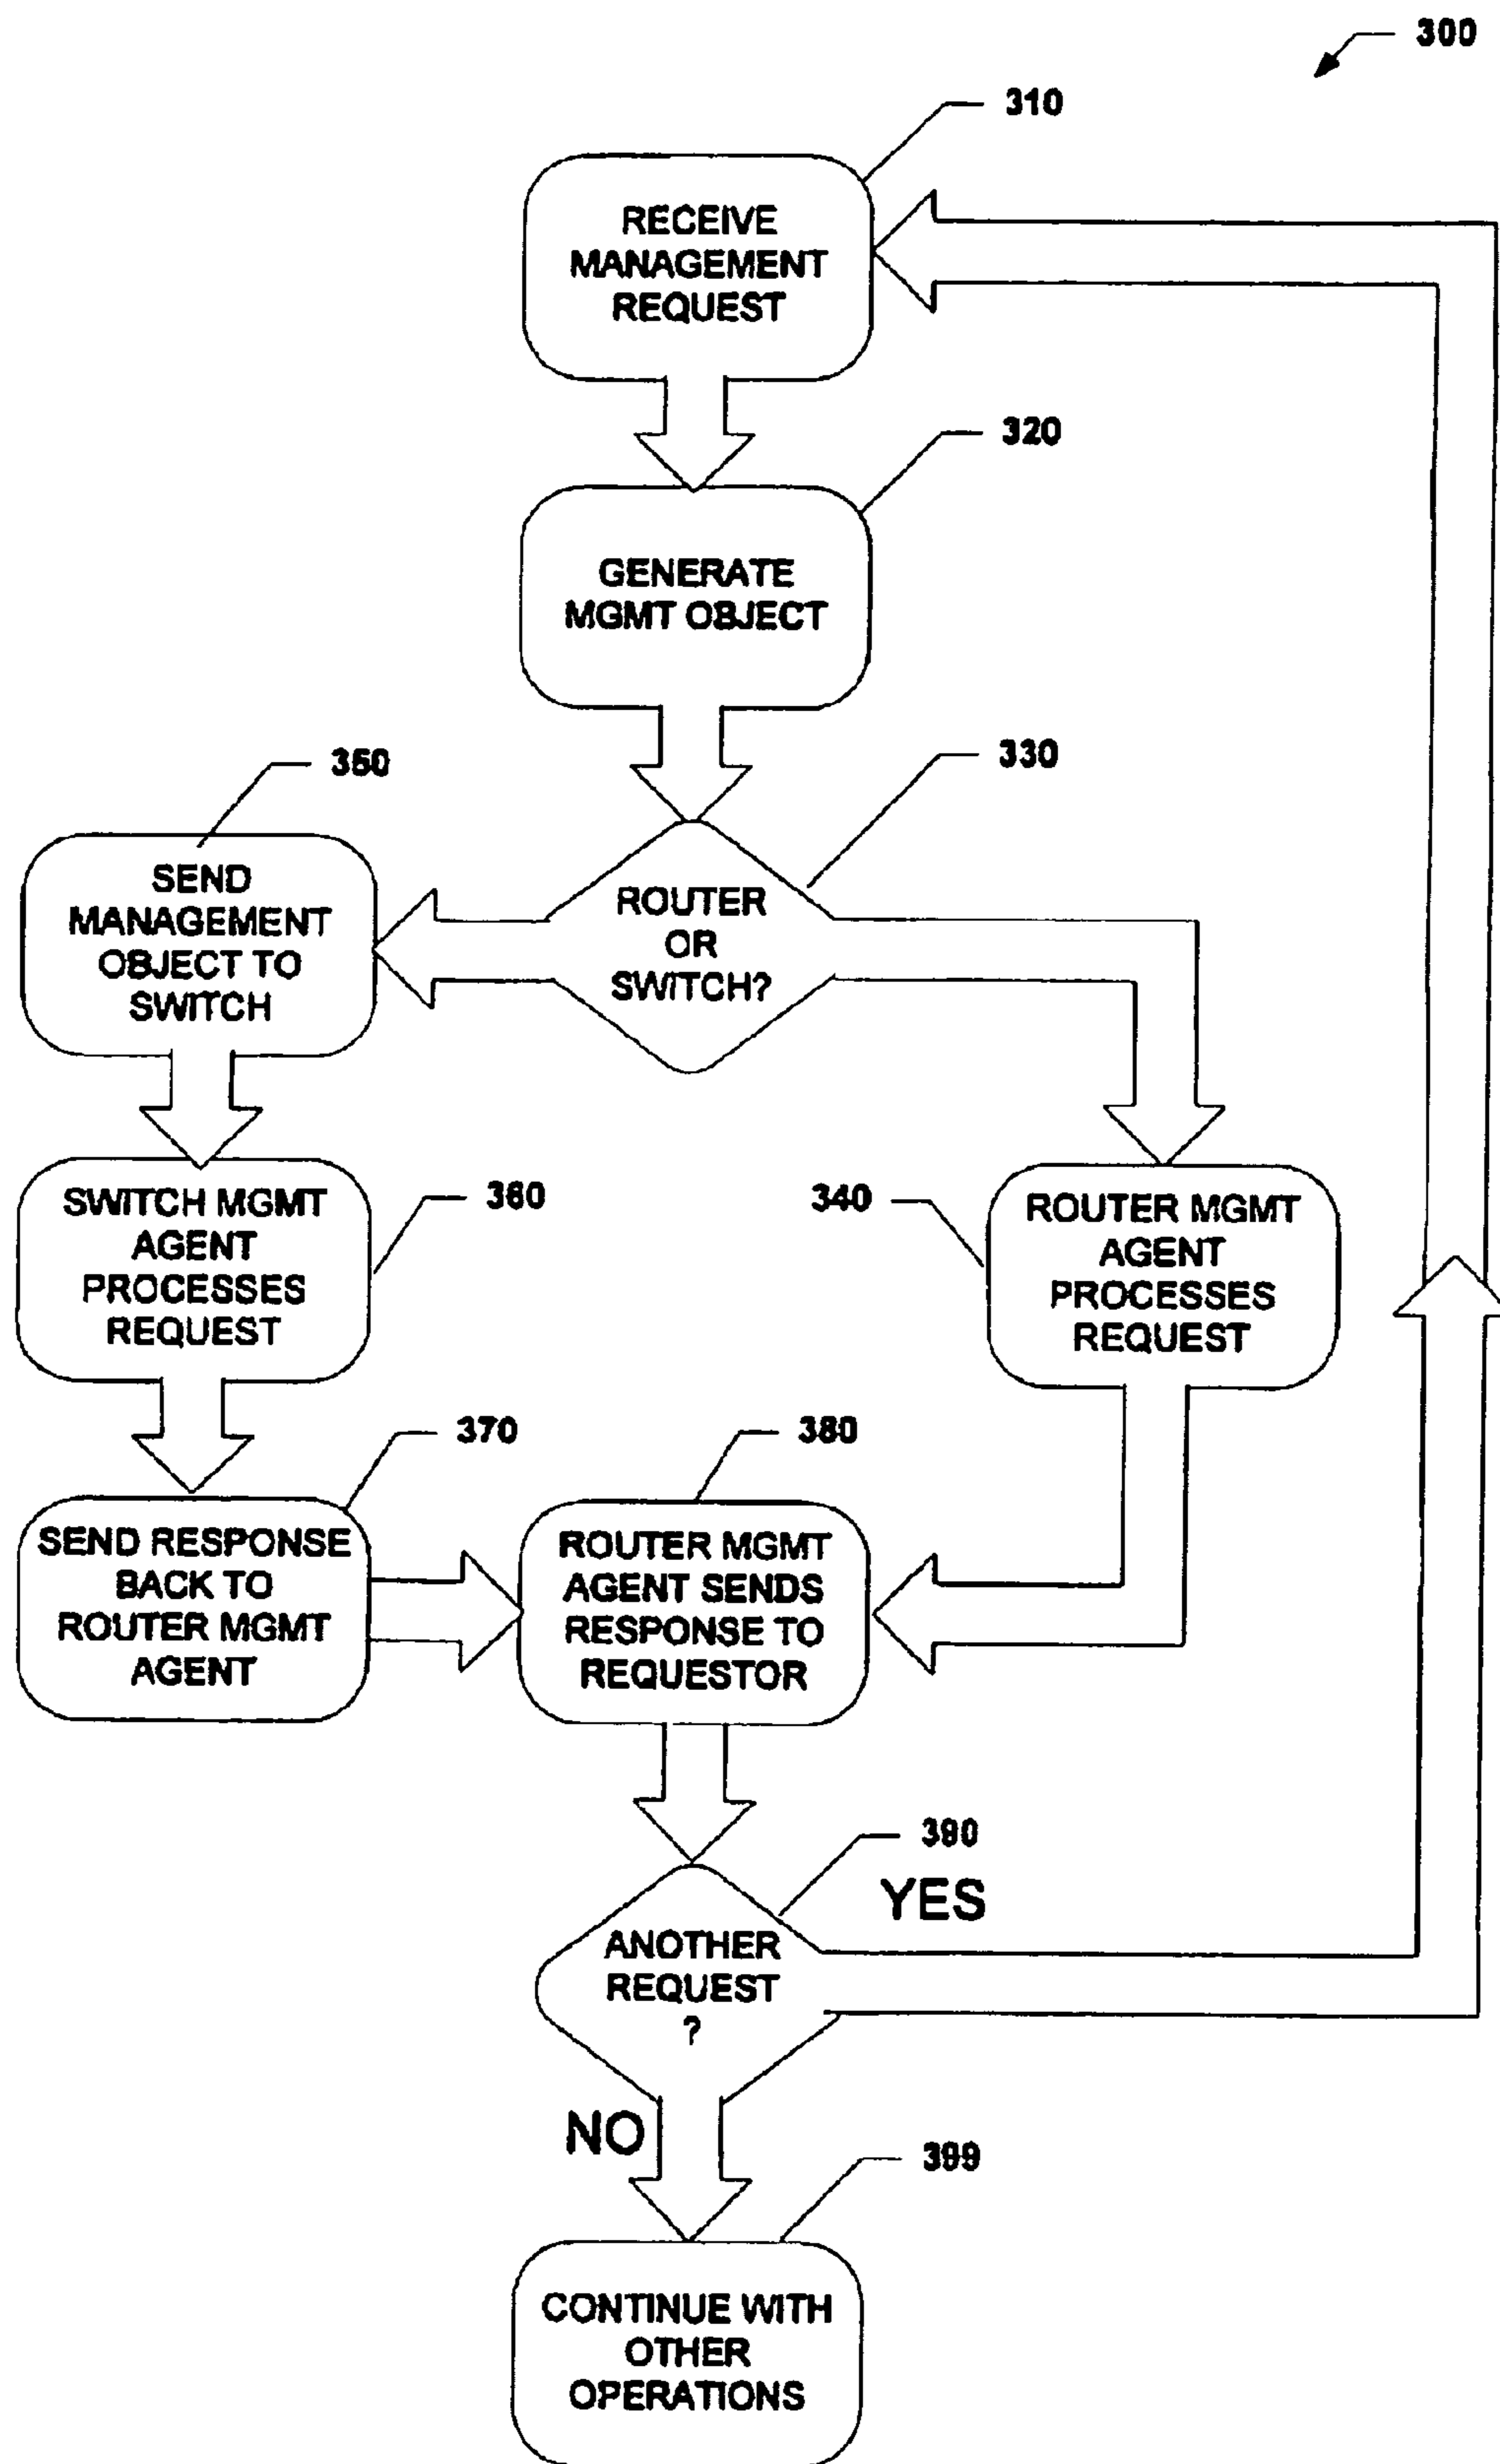 300
310
RECEIVE
MANAGEMENT
REQUEST
320
GENERATE
MGMT OBJECT
330
ROUTER
OR
SWITCH?
350
SEND
MANAGEMENT
OBJECT TO
SWITCH
360
SWITCH MGMT
AGENT
PROCESSES
REQUEST
340
ROUTER MGMT
AGENT
PROCESSES
REQUEST
370
SEND RESPONSE
BACK TO
ROUTER MGMT
AGENT
380
ROUTER MGMT
AGENT SENDS
RESPONSE TO
REQUESTOR
390
YES
ANOTHER
REQUEST
?
NO
399
CONTINUE WITH
OTHER
OPERATIONS